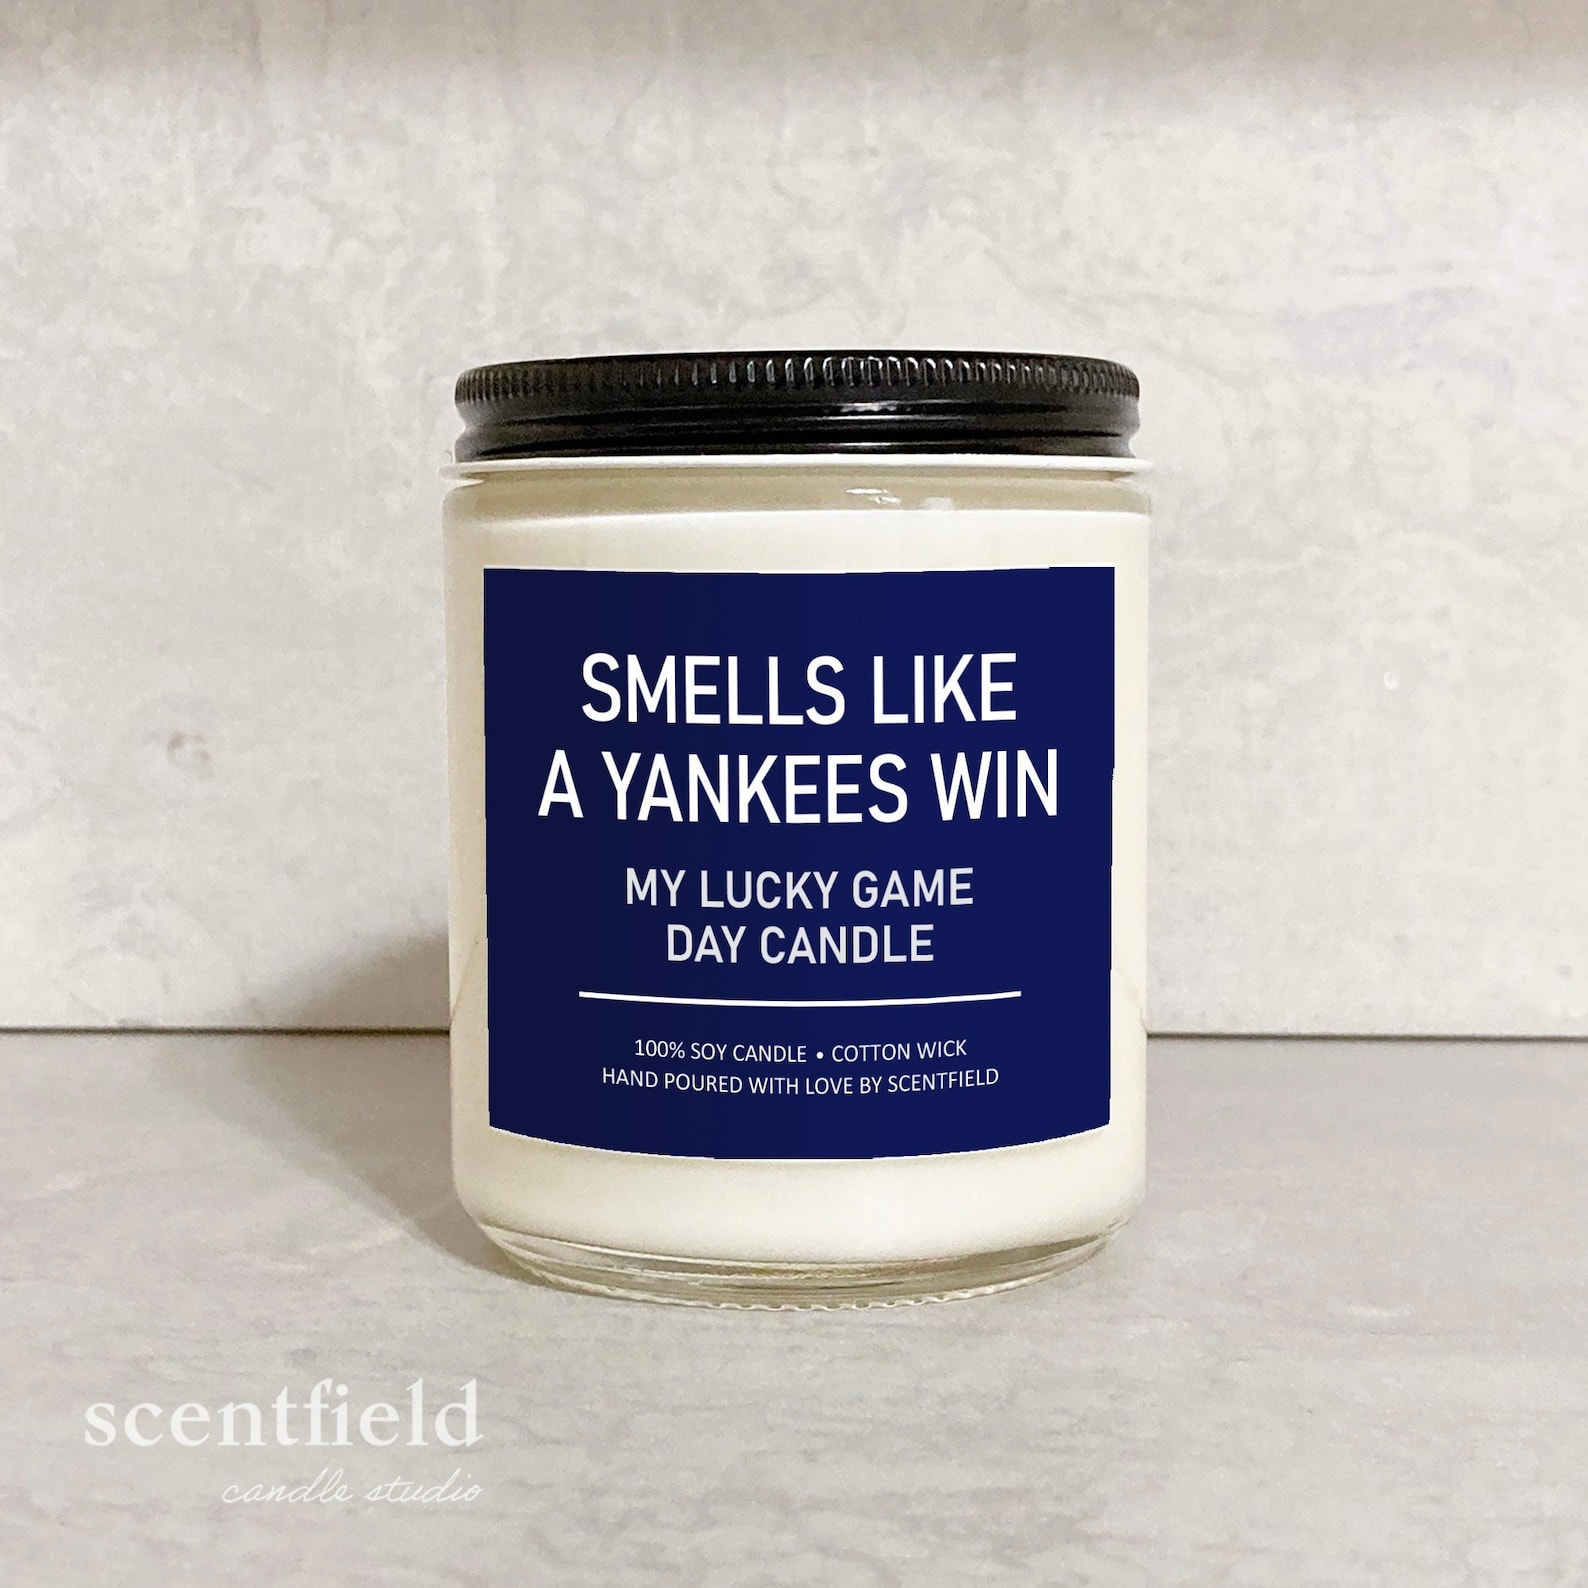 SMELLS LIKE
A YANKEES WIN
MY LUCKY GAME
DAY CANDLE
100% SOY CANDLE • COTTON WICK
HAND POURED WITH LOVE BY SCENTFIELD
scentfield
candle studio